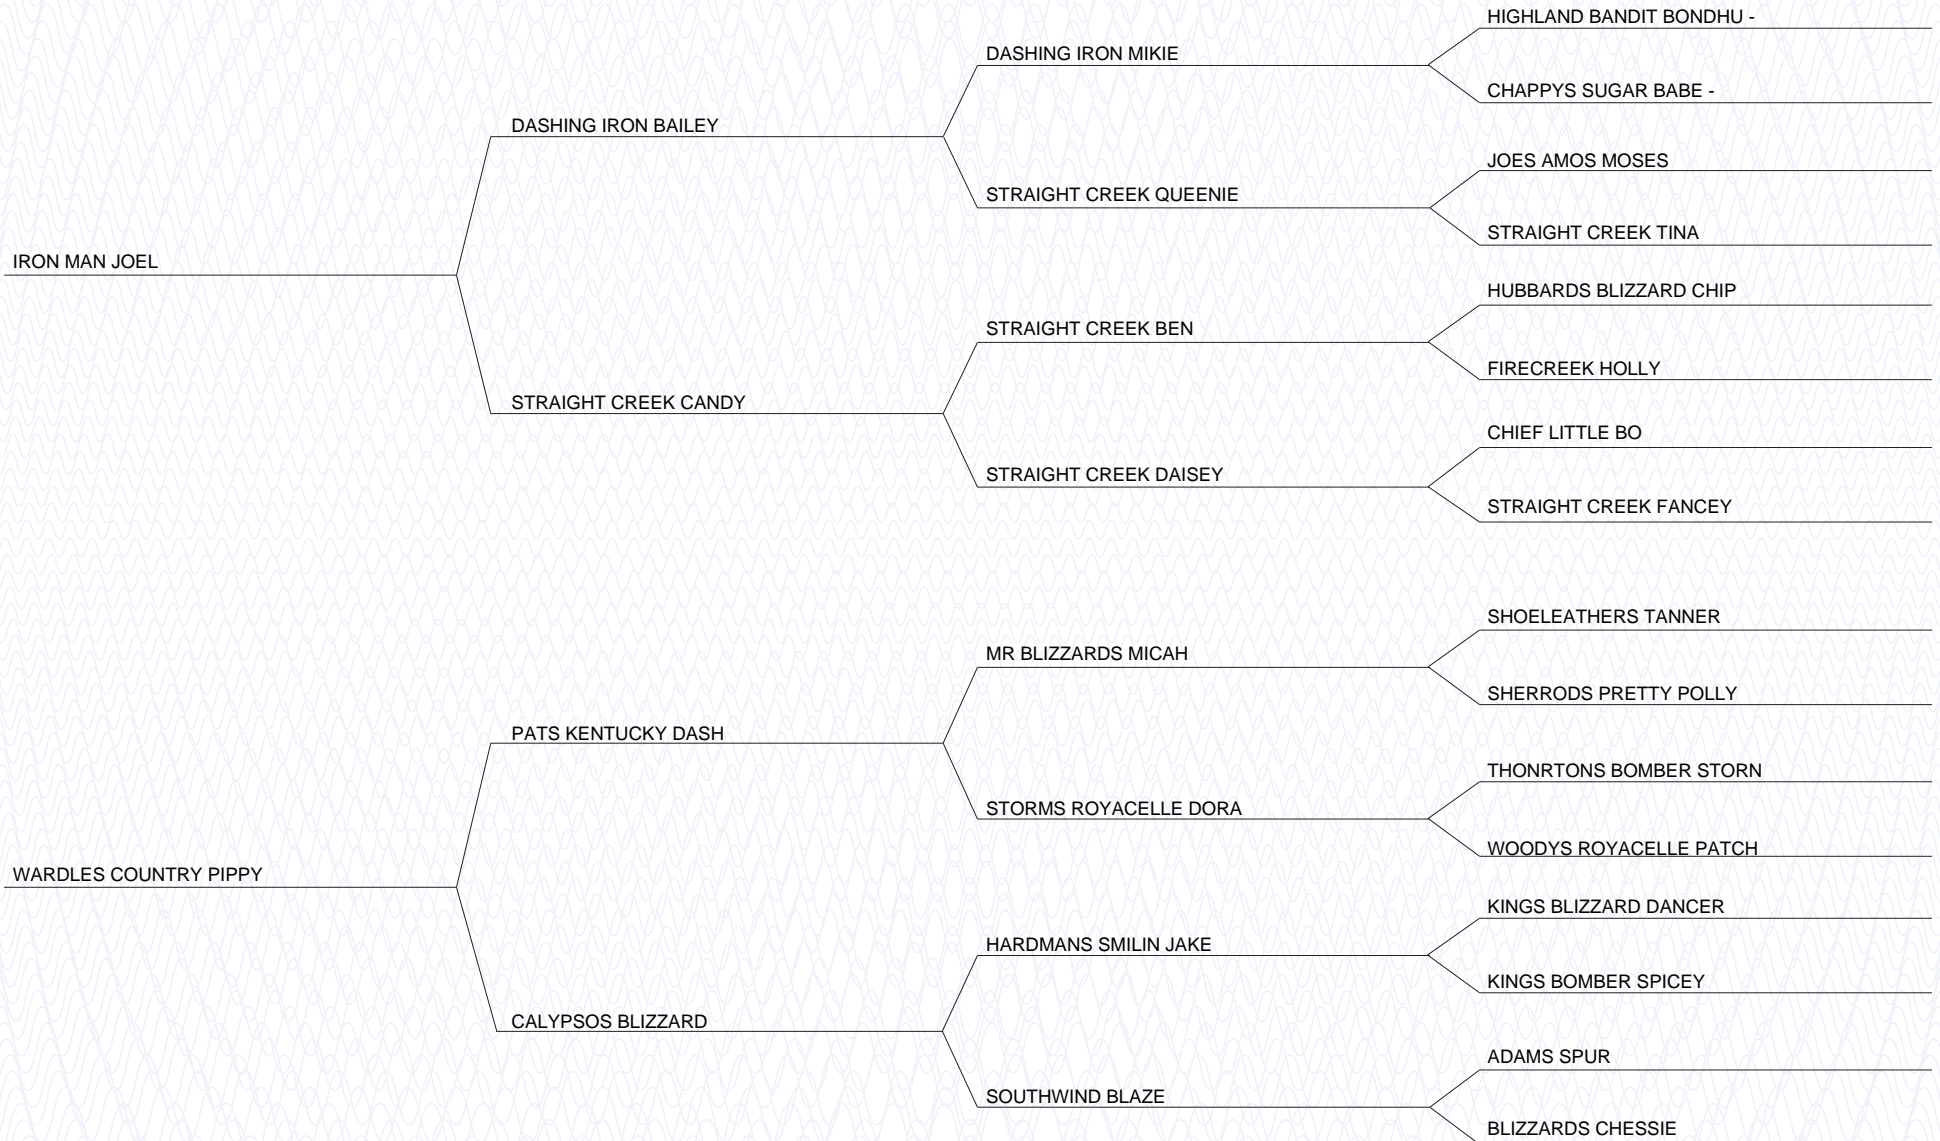 HIGHLAND BANDIT BONDHU -
DASHING IRON MIKIE
CHAPPYS SUGAR BABE -
DASHING IRON BAILEY
JOES AMOS MOSES
STRAIGHT CREEK QUEENIE
STRAIGHT CREEK TINA
IRON MAN JOEL
HUBBARDS BLIZZARD CHIP
STRAIGHT CREEK BEN
FIRECREEK HOLLY
STRAIGHT CREEK CANDY
CHIEF LITTLE BO
STRAIGHT CREEK DAISEY
STRAIGHT CREEK FANCEY
SHOELEATHERS TANNER
MR BLIZZARDS MICAH
SHERRODS PRETTY POLLY
PATS KENTUCKY DASH
THONRTONS BOMBER STORN
STORMS ROYACELLE DORA
WOODYS ROYACELLE PATCH
WARDLES COUNTRY PIPPY
KINGS BLIZZARD DANCER
HARDMANS SMILIN JAKE
KINGS BOMBER SPICEY
CALYPSOS BLIZZARD
ADAMS SPUR
SOUTHWIND BLAZE
BLIZZARDS CHESSIE